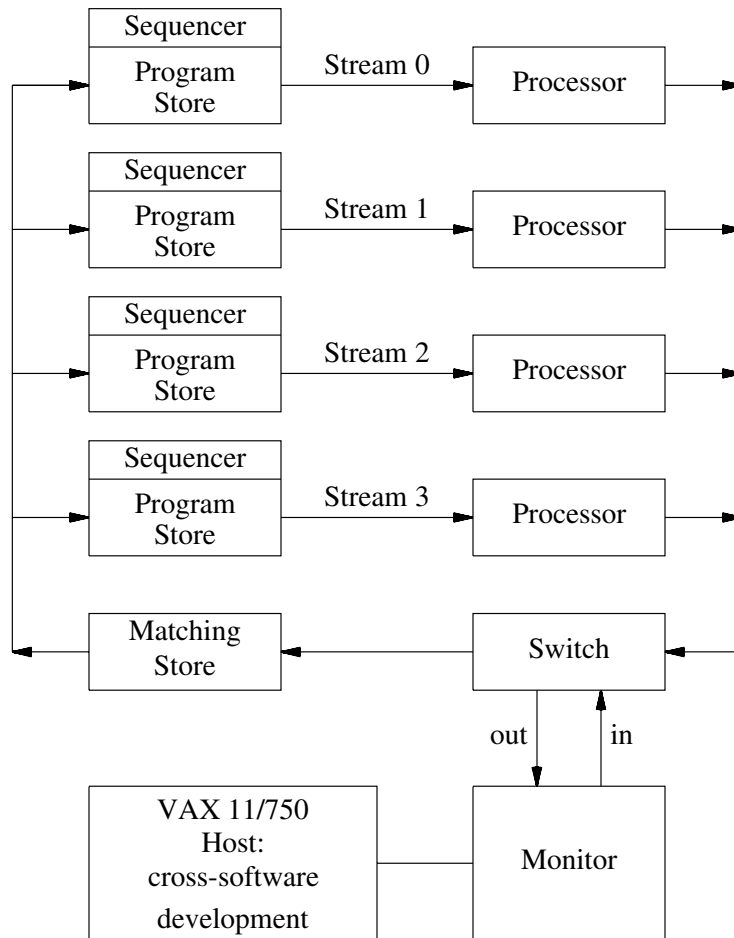 Sequencer
Program
Store
Stream 0
Processor
Sequencer
Program
Store
Stream 1
Processor
Sequencer
Program
Store
Stream 2
Processor
Sequencer
Program
Store
Stream 3
Processor
Matching
Store
Switch
out
in
VAX 11/750
Host:
cross-software
development
Monitor